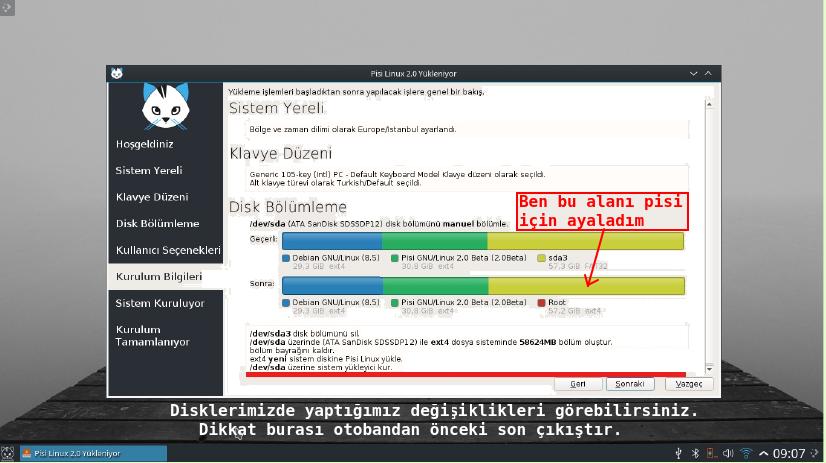 Pisi Linux 2.0 Yükleniyor
Yükleme işlemleri başladıktan sonra yapılacak işlere genel bir bakış.
Hoşgeldiniz
Sistem Yereli
Klavye Düzeni
Disk Bölümleme
Kullanıcı Seçenekleri
Kurulum Bilgileri
Sistem Kuruluyor
Kurulum
Tamamlanıyor
Sistem Yereli
Bölge ve zaman dilimi olarak Europe/Istanbul ayarlandı.
Klavye Düzeni
Generic 105-key (Intl) PC - Default Keyboard Model Klavye düzeni olarak seçildi.
Alt klavye türevi olarak Turkish/Default seçildi.
Disk Bölümleme
Ben bu alanı pisi
için ayaladım
/dev/sda (ATA SanDisk SDSSDP12) disk bölümünü manuel bölümle.
Geçerli:
Debian GNU/Linux (8.5) Pisi GNU/Linux 2.0 Beta (2.0Beta) sda3
29,3 GiB ext4 30,8 GiB ext4 57,3 GiB FAT32
Sonra:
Debian GNU/Linux (8.5) Pisi GNU/Linux 2.0 Beta (2.0Beta) Root
29,3 GiB ext4 30,8 GiB ext4 57,2 GiB ext4
/dev/sda3 disk bölümünü sil.
/dev/sda üzerinde (ATA SanDisk SDSSDP12) ile ext4 dosya sisteminde 58624MB bölüm oluştur.
bölüm bayrağını kaldır.
ext4 yeni sistem diskine Pisi Linux yükle.
/dev/sda üzerine sistem yükleyici kur.
Geri Sonraki Vazgeç
Disklerimizde yaptığımız değişiklikleri görebilirsiniz.
Dikkat burası otobandan önceki son çıkıştır.
Pisi Linux 2.0 Yükleniyor
09:07